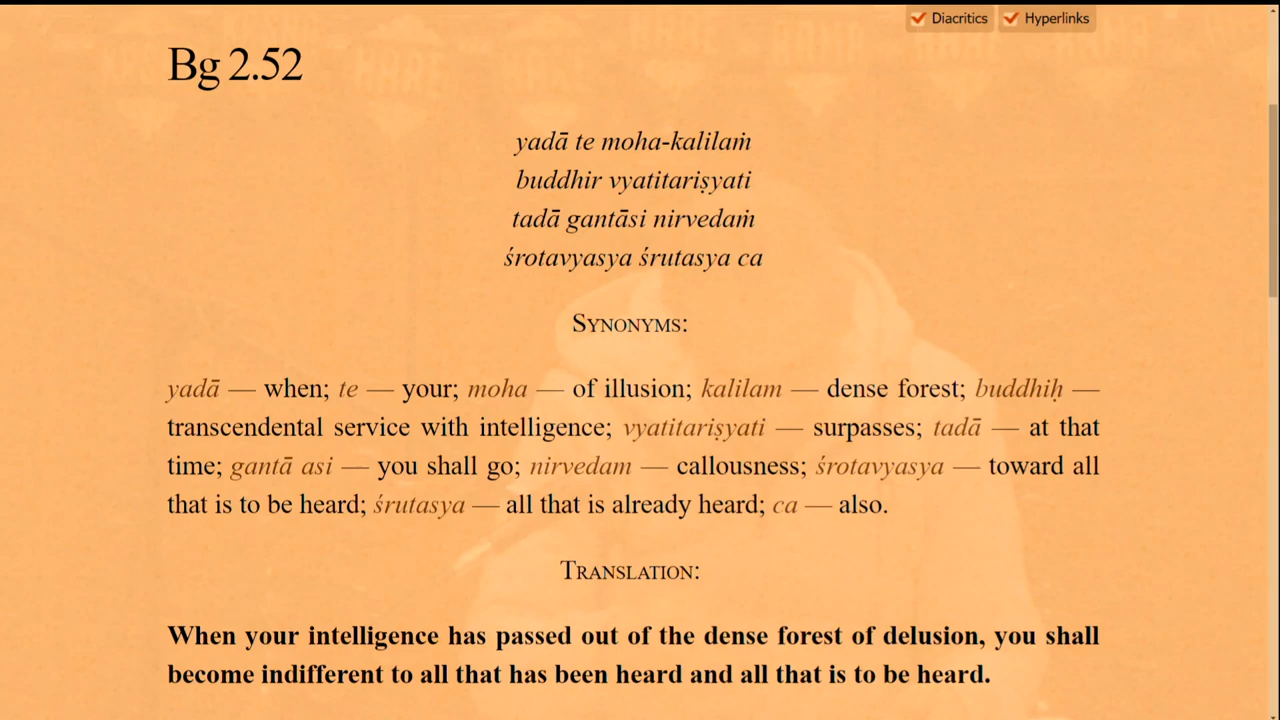 Diacritics Hyperlinks
Bg 2.52
yadā te moha-kalilaṁ
buddhir vyatitariṣyati
tadā gantāsi nirvedaṁ
śrotavyasya śrutasya ca
SYNONYMS:
yadā — when; te — your; moha — of illusion; kalilam — dense forest; buddhiḥ —
transcendental service with intelligence; vyatitariṣyati — surpasses; tadā — at that
time; gantā asi — you shall go; nirvedam — callousness; śrotavyasya — toward all
that is to be heard; śrutasya — all that is already heard; ca — also.
TRANSLATION:
When your intelligence has passed out of the dense forest of delusion, you shall
become indifferent to all that has been heard and all that is to be heard.